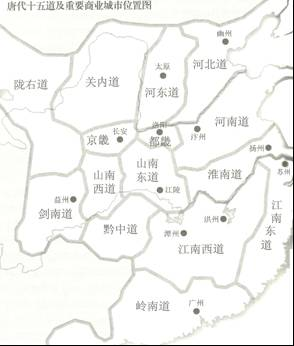 唐代十五道及重要商业城市位置图
幽州
河北道
太原
关内道
陇右道
河东道
洛阳
河南道
长安
汴州
京畿
都畿
扬州
苏州
山南
西道
山南
东道
淮南道
益州
江陵
剑南道
黔中道
洪州
潭州
江南西道
江
南
东
道
岭南道
广州